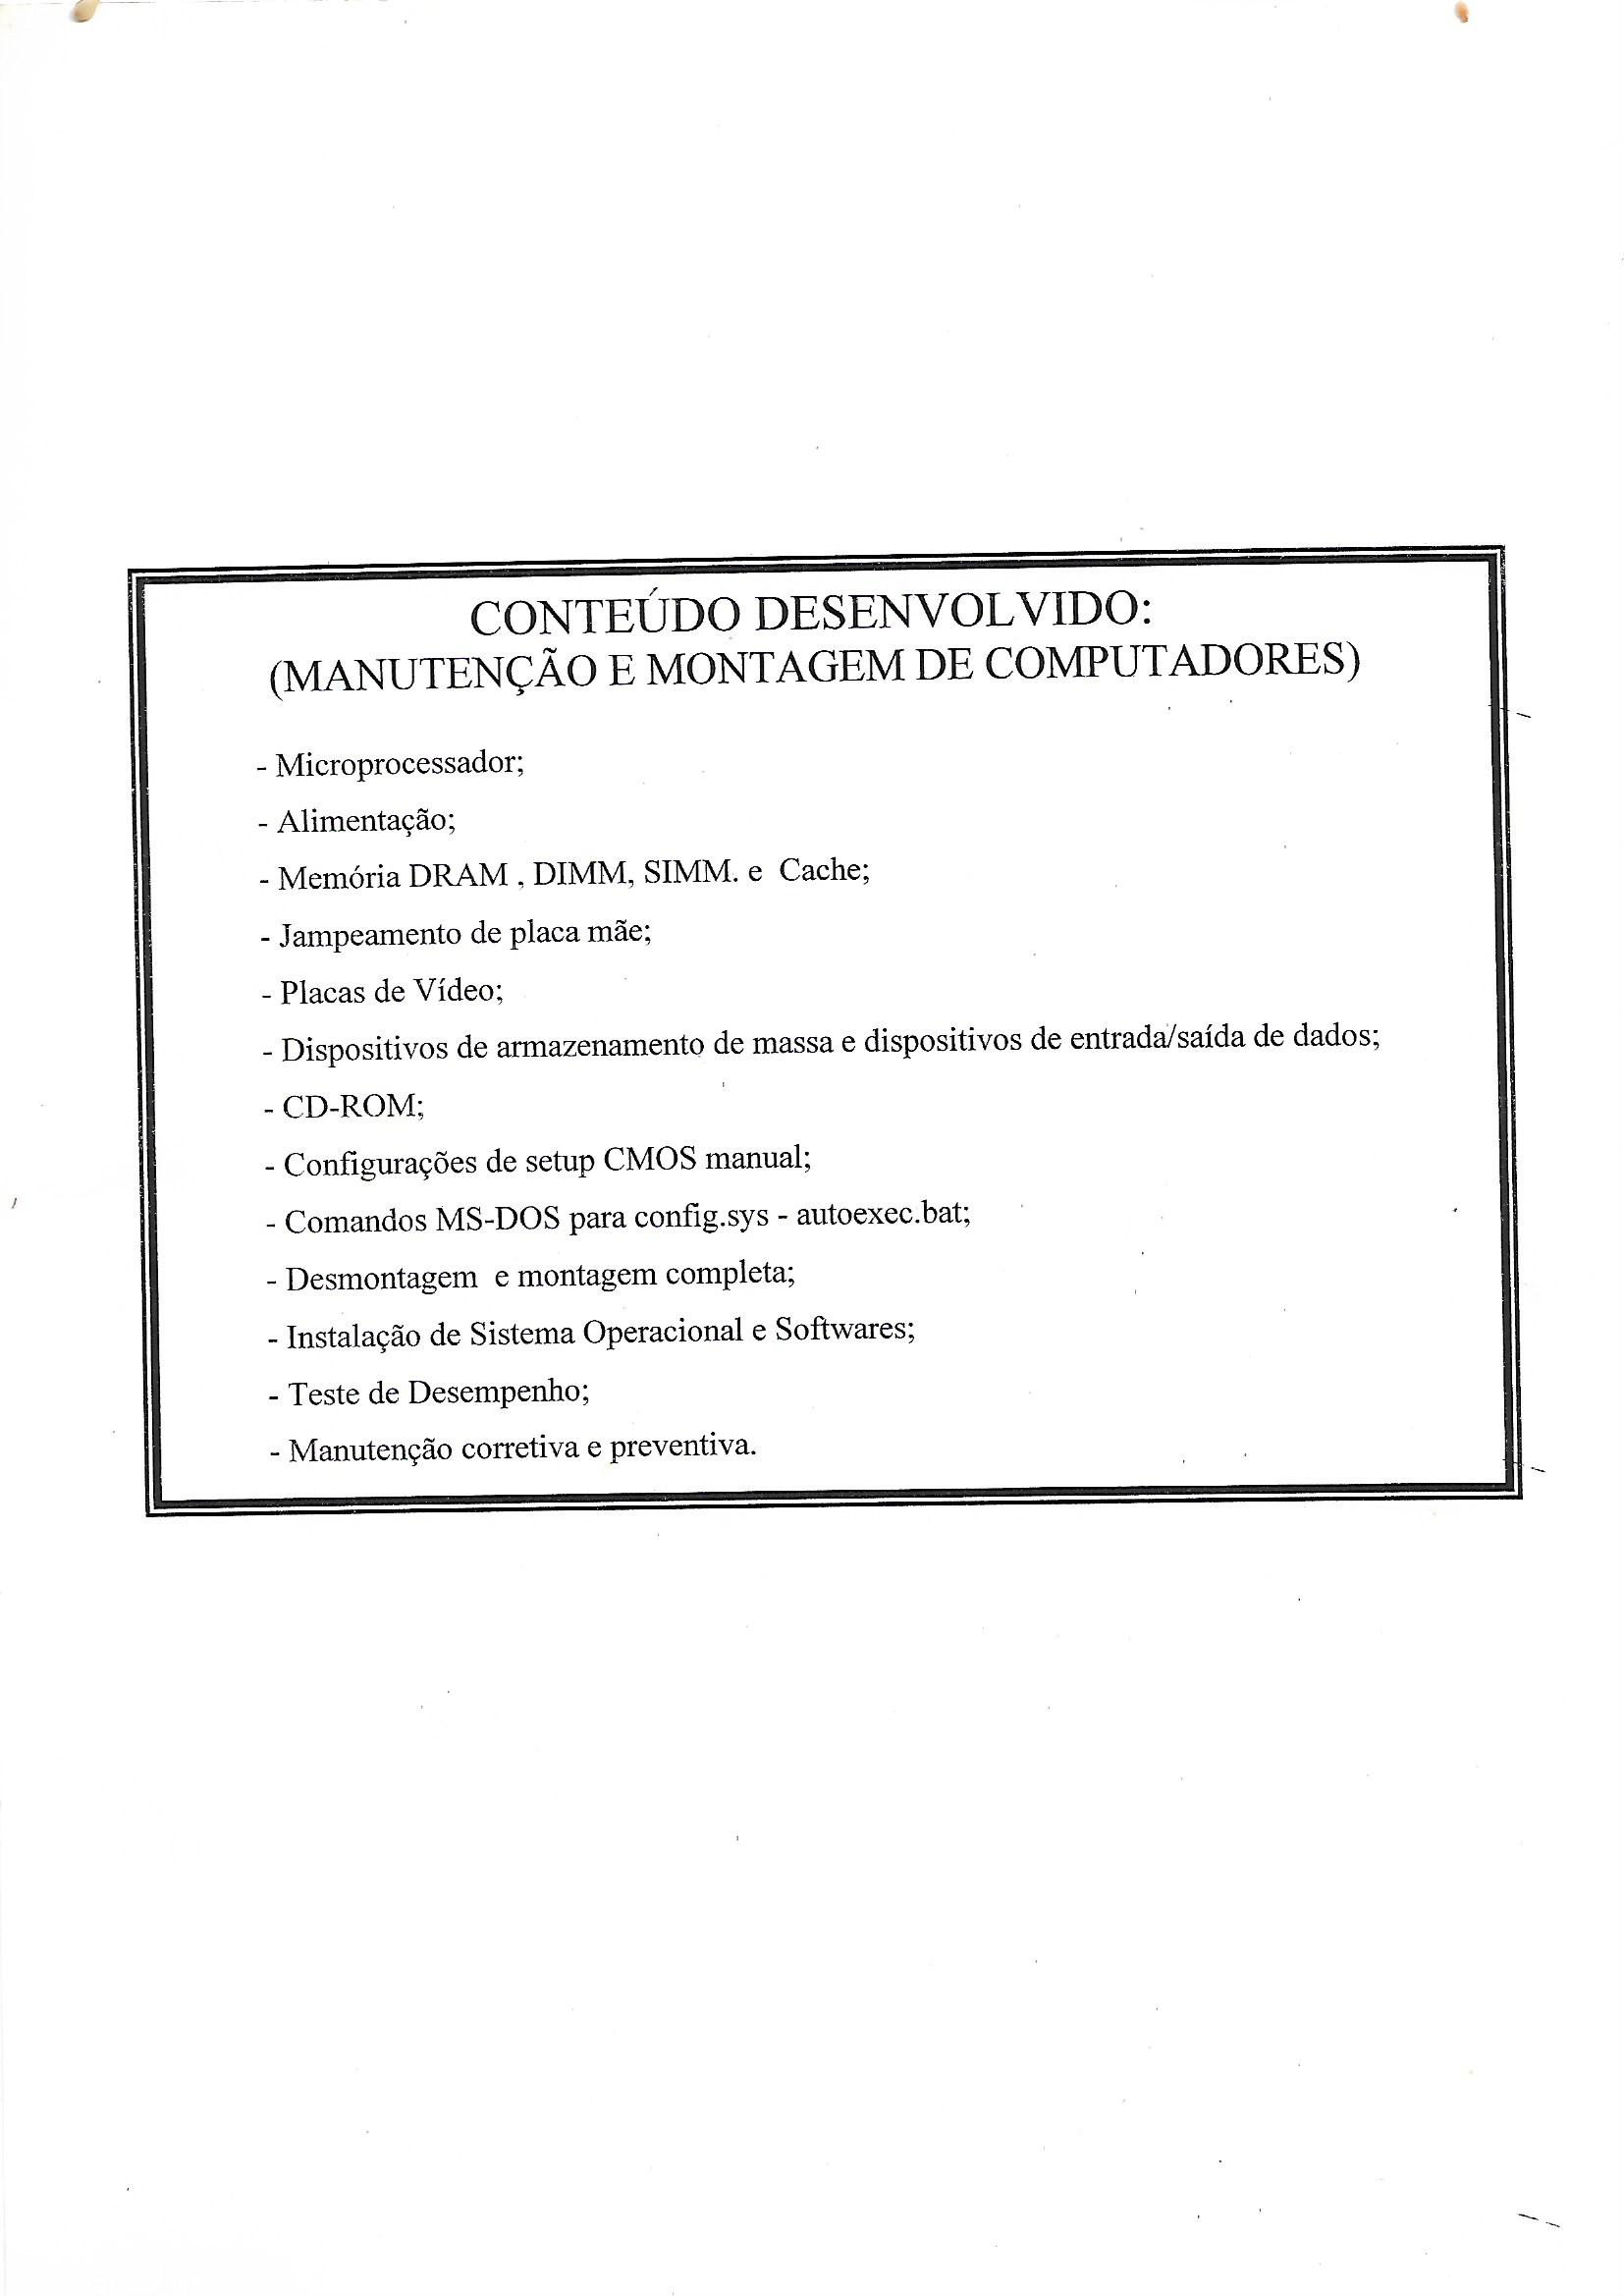 CONTEÚDO DESENVOLVIDO:
(MANUTENÇÃO E MONTAGEM DE COMPUTADORES)
- Microprocessador;
- Alimentação;
- Memória DRAM , DIMM, SIMM. e  Cache;
- Jampeamento de placa mãe;
- Placas de Vídeo;
- Dispositivos de armazenamento de massa e dispositivos de entrada/saída de dados;
- CD-ROM;
- Configurações de setup CMOS manual;
- Comandos MS-DOS para config.sys - autoexec.bat;
- Desmontagem  e montagem completa;
- Instalação de Sistema Operacional e Softwares;
- Teste de Desempenho;
- Manutenção corretiva e preventiva.